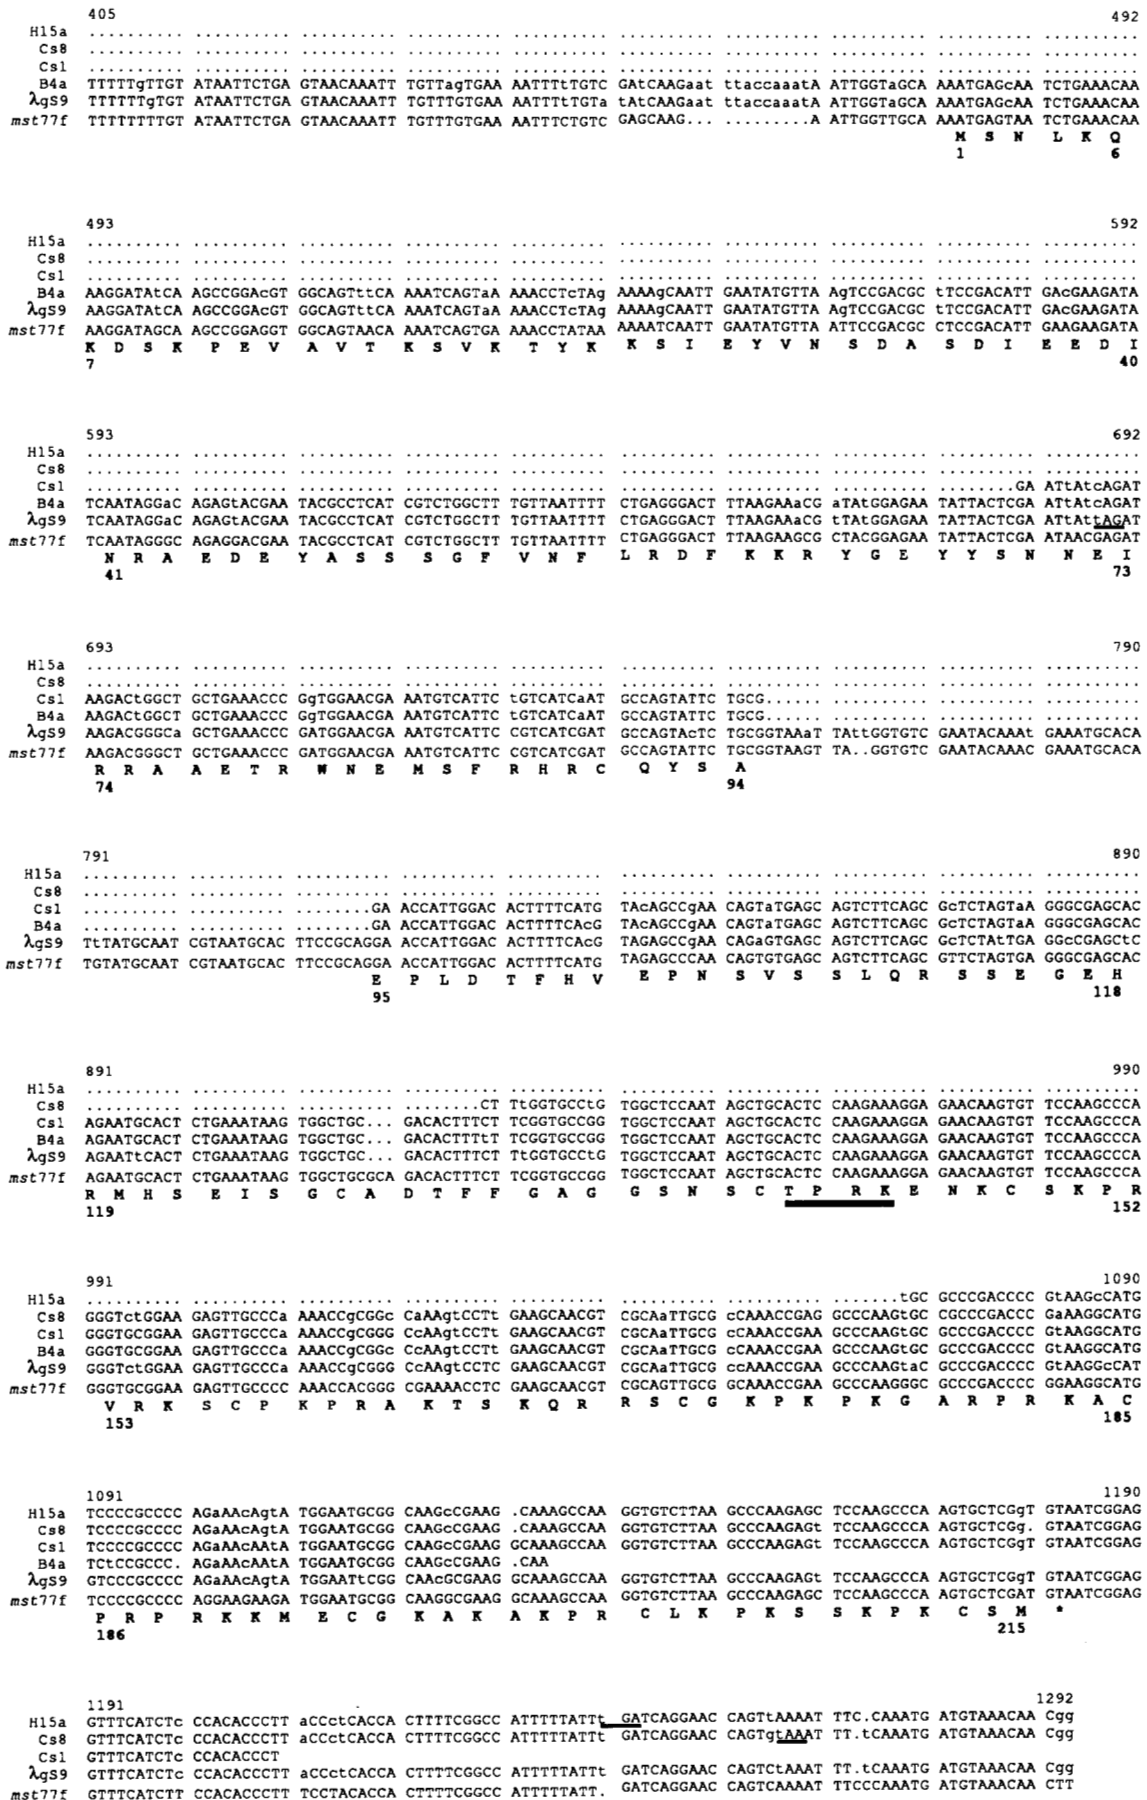 405 492
H15a .......... .......... .......... .......... .......... .......... .......... .......... .......... ..........
Cs8 .......... .......... .......... .......... .......... .......... .......... .......... .......... ..........
Cs1 .......... .......... .......... .......... .......... .......... .......... .......... .......... ..........
B4a TTTTTgTTGT ATAATTCTGA GTAACAAATT TGTTagTGAA AATTTtTGTC GAtCAAGaat ttaccaaatA AATTGGTaGCA AAATGAGCAA TCTGAAACAA
λgS9 TTTTTTgTGT ATAATTCTGA GTAACAAATT TGTTTGTGAA AATTTtTGTa tATCAAGaat ttaccaaatA AATTGGTaGCA AAATGAGCAA TCTGAAACAA
mst77f TTTTTTTTGT ATAATTCTGA GTAACAAATT TGTTTGTGAA AATTTCTGTC GAGCAAG... .........A AATTGGTTGCA AAATGAGTAA TCTGAAACAA
M S N L K Q
1 6
493 592
H15a .......... .......... .......... .......... .......... .......... .......... .......... .......... ..........
Cs8 .......... .......... .......... .......... .......... .......... .......... .......... .......... ..........
Cs1 .......... .......... .......... .......... .......... .......... .......... .......... .......... ..........
B4a AAGGATATtCA AGCCGGAcGT GGCAGTTtCA AAATCAGTaA AAACCTcTAg AAAAgCAATT GAATATGTTA AgTCCGACGC tTCCGACATT GAcGAAGATA
λgS9 AAGGATAtCA AGCCGGAcGT GGCAGTttCA AAATCAGTaA AAACCTcTAg AAAAgCAATT GAATATGTTA AgTCCGACGC tTCCGACATT GAcGAAGATA
mst77f AAGGATAGCA AGCCGGAGGT GGCAGTAACA AAATCAGTGA AAACCTATAA AAAATCAATT GAATATGTTA ATTCCGACGC CTCCGACATT GAAGAAGATA
K D S K P E V A V T K S V K T Y K K S I E Y V N S D A S D I E E D I
7 40
593 692
H15a .......... .......... .......... .......... .......... .......... .......... .......... .......... ..........
Cs8 .......... .......... .......... .......... .......... .......... .......... .......... .......... ..........
Cs1 .......... .......... .......... .......... .......... .......... .......... .......... ........GA ATTATcAGAT
B4a TCAATAGGaC AGAGtACGAA TACGCCTCAT CGTCTGGCTT TGTTAATTTT CTGAGGGACT TTAAGAAaCG aTAtGGAGAA TATTACTCGA ATTATcAGAT
λgS9 TCAATAGGaC AGAGtACGAA TACGCCTCAT CGTCTGGCTT TGTTAATTTT CTGAGGGACT TTAAGAAaCG tTAtGGAGAA TATTACTCGA ATTATtAGAT
mst77f TCAATAGGGC AGAGGACGAA TACGCCTCAT CGTCTGGCTT TGTTAATTTT CTGAGGGACT TTAAGAAGCG CTACGGAGAA TATTACTCGA ATAACGAGAT
N R A E D E Y A S S S G F V N F L R D F K K R Y G E Y Y S N N E I
41 73
693 790
H15a .......... .......... .......... .......... .......... .......... .......... .......... .......... ..........
Cs8 .......... .......... .......... .......... .......... .......... .......... .......... .......... ..........
Cs1 AAGACtGGCT GCTGAAACCC GgTGGAACGA AATGTCATTC tGTCATCaAT GCCAGTATTC TGCG...... .......... .......... ..........
B4a AAGACtGGCT GCTGAAACCC GgTGGAACGA AATGTCATTC tGTCATCaAT GCCAGTATTC TGCG...... .......... .......... ..........
λgS9 AAGACGGGCa GCTGAAACCC GATGGAACGA AATGTCATTC CGTCATCGAT GCCAGTAcTC TGCGGTAAaT TATtGGTGTC GAATACAAAt GAAATGCACA
mst77f AAGACGGGCT GCTGAAACCC GATGGAACGA AATGTCATTC CGTCATCGAT GCCAGTATTC TGCGGTAAGT TA..GGTGTC GAATACAAAC GAAATGCACA
R R A A E T R W N E M S F R H R C Q Y S A
74 94
791 890
H15a .......... .......... .......... .......... .......... .......... .......... .......... .......... ..........
Cs8 .......... .......... .......... .......... .......... .......... .......... .......... .......... ..........
Cs1 .......... .......... ........GA ACCATTGGAC ACTTTTCATG TACAGCCgAA CAGTaTGAGC AGTCTTCAGC GcTCTAGTaA GGGCGAGCAC
B4a .......... .......... ........GA ACCATTGGAC ACTTTTCAcG TAcAGCCgAA CAGTaTGAGC AGTCTTCAGC GcTCTAGTaA GGGCGAGCAC
λgS9 TtTATGCAAT CGTAATGCAC TTCCGCAGGA ACCATTGGAC ACTTTTCACG TAGAGCCgAA CAGaGTGAGC AGTCTTCAGC GcTCTAtTGA GGccGAGCtC
mst77f TGTATGCAAT CGTAATGCAC TTCCGCAGGA ACCATTGGAC ACTTTTCATG TAGAGCCCAA CAGTGTGAGC AGTCTTCAGC GTTCTAGTGA GGGCGAGCAC
E P L D T F H V E P N S V S S L Q R S S E G E H
95 118
891 990
H15a .......... .......... .......... .......... .......... .......... .......... .......... .......... ..........
Cs8 .......... .......... .......... ........CT TtGGTGCCtG TGGCTCCAAT AGCTGCACTC CAAGAAAGGA GAACAAGTGT TCCAAGCCCA
Cs1 AGAATGCACT CTGAAATAAG TGGCTGC... GACACTTTCT TCGGTGCCGG TGGCTCCAAT AGCTGCACTC CAAGAAAGGA GAACAAGTGT TCCAAGCCCA
B4a AGAATGCACT CTGAAATAAG TGGCTGC... GACACTTTtT TCGGTGCCGG TGGCTCCAAT AGCTGCACTC CAAGAAAGGA GAACAAGTGT TCCAAGCCCA
λgS9 AGAATtCACT CTGAAATAAG TGGCTGC... GACACTTTCT TtGGTGCCtG TGGCTCCAAT AGCTGCACTC CAAGAAAGGA GAACAAGTGT TCCAAGCCCA
mst77f AGAATGCACT CTGAAATAAG TGGCTGCGCA GACACTTTCT TCGGTGCCGG TGGCTCCAAT AGCTGCACTC CAAGAAAGGA GAACAAGTGT TCCAAGCCCA
R M H S E I S G C A D T F F G A G G S N S C T P R K E N K C S K P R
119 152
991 1090
H15a .......... .......... .......... .......... .......... .......... .......... .......tGC GCCCGACCCC GtAAGcCATG
Cs8 GGGTctGGAA GAGTTGCCCa AAACCgCGGc CaAAgtCCTt GAAGCAACGT CGCAaTTGCG cCAAACCGAG GCCCAAGtGC GCCCGACCCC GaAAGGCATG
Cs1 GGGTGCGGAA GAGTTGCCCa AAACCgCGGG CcAAgtCCTt GAAGCAACGT CGCAaTTGCG cCAAACCGAA GCCCAAGtGC GCCCGACCCC GtAAGGCATG
B4a GGGTGCGGAA GAGTTGCCCa AAACCgCGGc CcAAgtCCTt GAAGCAACGT CGCAaTTGCG cCAAACCGAA GCCCAAGtGC GCCCGACCCC GtAAGGCATG
λgS9 GGGTctGGAA GAGTTGCCCa AAACCgCGGG CcAAgtCCTC GAAGCAACGT CGCAaTTGCG cCAAACCGAA GCCCAAGtaC GCCCGACCCC GtAAGGcCAT
mst77f GGGTGCGGAA GAGTTGCCCC AAACCACGGG CGAAAACCTC GAAGCAACGT CGCAGTTGCG GCAAACCGAA GCCCAAGGGC GCCCGACCCC GGAAGGCATG
V R K S C P K P R A K T S K Q R R S C G K P K P K G A R P R K A C
153 185
1091 1190
H15a TCCCCGCCCC AGaAAcAgtA TGGAATGCGG CAAGcCGAAG .CAAAGCCAA GGTGTCTTAA GCCCAAGAGC TCCAAGCCCA AGTGCTCGgT GTAATCGGAG
Cs8 TCCCCGCCCC AGaAAcAgtA TGGAATGCGG CAAGcCGAAG .CAAAGCCAA GGTGTCTTAA GCCCAAGAGt TCCAAGCCCA AGTGCTCGg. GTAATCGGAG
Cs1 TCCCCGCCCC AGaAAcAatA TGGAATGCGG CAAGcCGAAG GCAAAGCCAA GGTGTCTTAA GCCCAAGAGt TCCAAGCCCA AGTGCTCGgT GTAATCGGAG
B4a TCtCCGCCC. AGaAAcAatA TGGAATGCGG CAAGcCGAAG .CAA
λgS9 GTCCCGCCCC AGaAAcAgtA TGGAATtCGG CAAcGCGAAG GCAAAGCCAA GGTGTCTTAA GCCCAAGAGt TCCAAGCCCA AGTGCTCGgT GTAATCGGAG
mst77f TCCCCGCCCC AGGAAGAAGA TGGAATGCGG CAAGGCGAAG GCAAAGCCAA GGTGTCTTAA GCCCAAGAGC TCCAAGCCCA AGTGCTCGAT GTAATCGGAG
P R P R K K M E C G K A K A K P R C L K P K S S K P K C S M *
186 215
1191 1292
H15a GTTTCATCTc CCACACCCTT aCCctCACCA CTTTTCGGCC ATTTTTATTt GATCAGGAAC CAGTtAAAAT TTC.CAAATG ATGTAAACAA Cgg
Cs8 GTTTCATCTc CCACACCCTT aCCctCACCA CTTTTCGGCC ATTTTTATTt GATCAGGAAC CAGTgtAAAT TTT.tCAAATG ATGTAAACAA Cgg
Cs1 GTTTCATCTc CCACACCCT
λgS9 GTTTCATCTc CCACACCCTT aCCctCACCA CTTTTCGGCC ATTTTTATTt GATCAGGAAC CAGTCtAAAT TT.tCAAATG ATGTAAACAA Cgg
mst77f GTTTCATCTT CCACACCCTT TCCTACACCA CTTTTCGGCC ATTTTTATT. GATCAGGAAC CAGTCAAAAT TTCCCAAATG ATGTAAACAA CTT